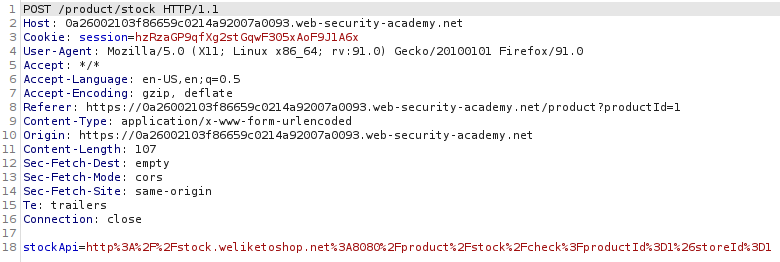 1 POST /product/stock HTTP/1.1
2 Host: 0a26002103f86659c0214a92007a0093.web-security-academy.net
3 Cookie: session=hzRzaGP9qfXg2stGqwF305xAoF9J1A6x
4 User-Agent: Mozilla/5.0 (X11; Linux x86_64; rv:91.0) Gecko/20100101 Firefox/91.0
5 Accept: */*
6 Accept-Language: en-US,en;q=0.5
7 Accept-Encoding: gzip, deflate
8 Referer: https://0a26002103f86659c0214a92007a0093.web-security-academy.net/product?productId=1
9 Content-Type: application/x-www-form-urlencoded
10 Origin: https://0a26002103f86659c0214a92007a0093.web-security-academy.net
11 Content-Length: 107
12 Sec-Fetch-Dest: empty
13 Sec-Fetch-Mode: cors
14 Sec-Fetch-Site: same-origin
15 Te: trailers
16 Connection: close
17
18 stockApi=http%3A%2F%2Fstock.weliketoshop.net%3A8080%2Fproduct%2Fstock%2Fcheck%3FproductId%3D1%26storeId%3D1